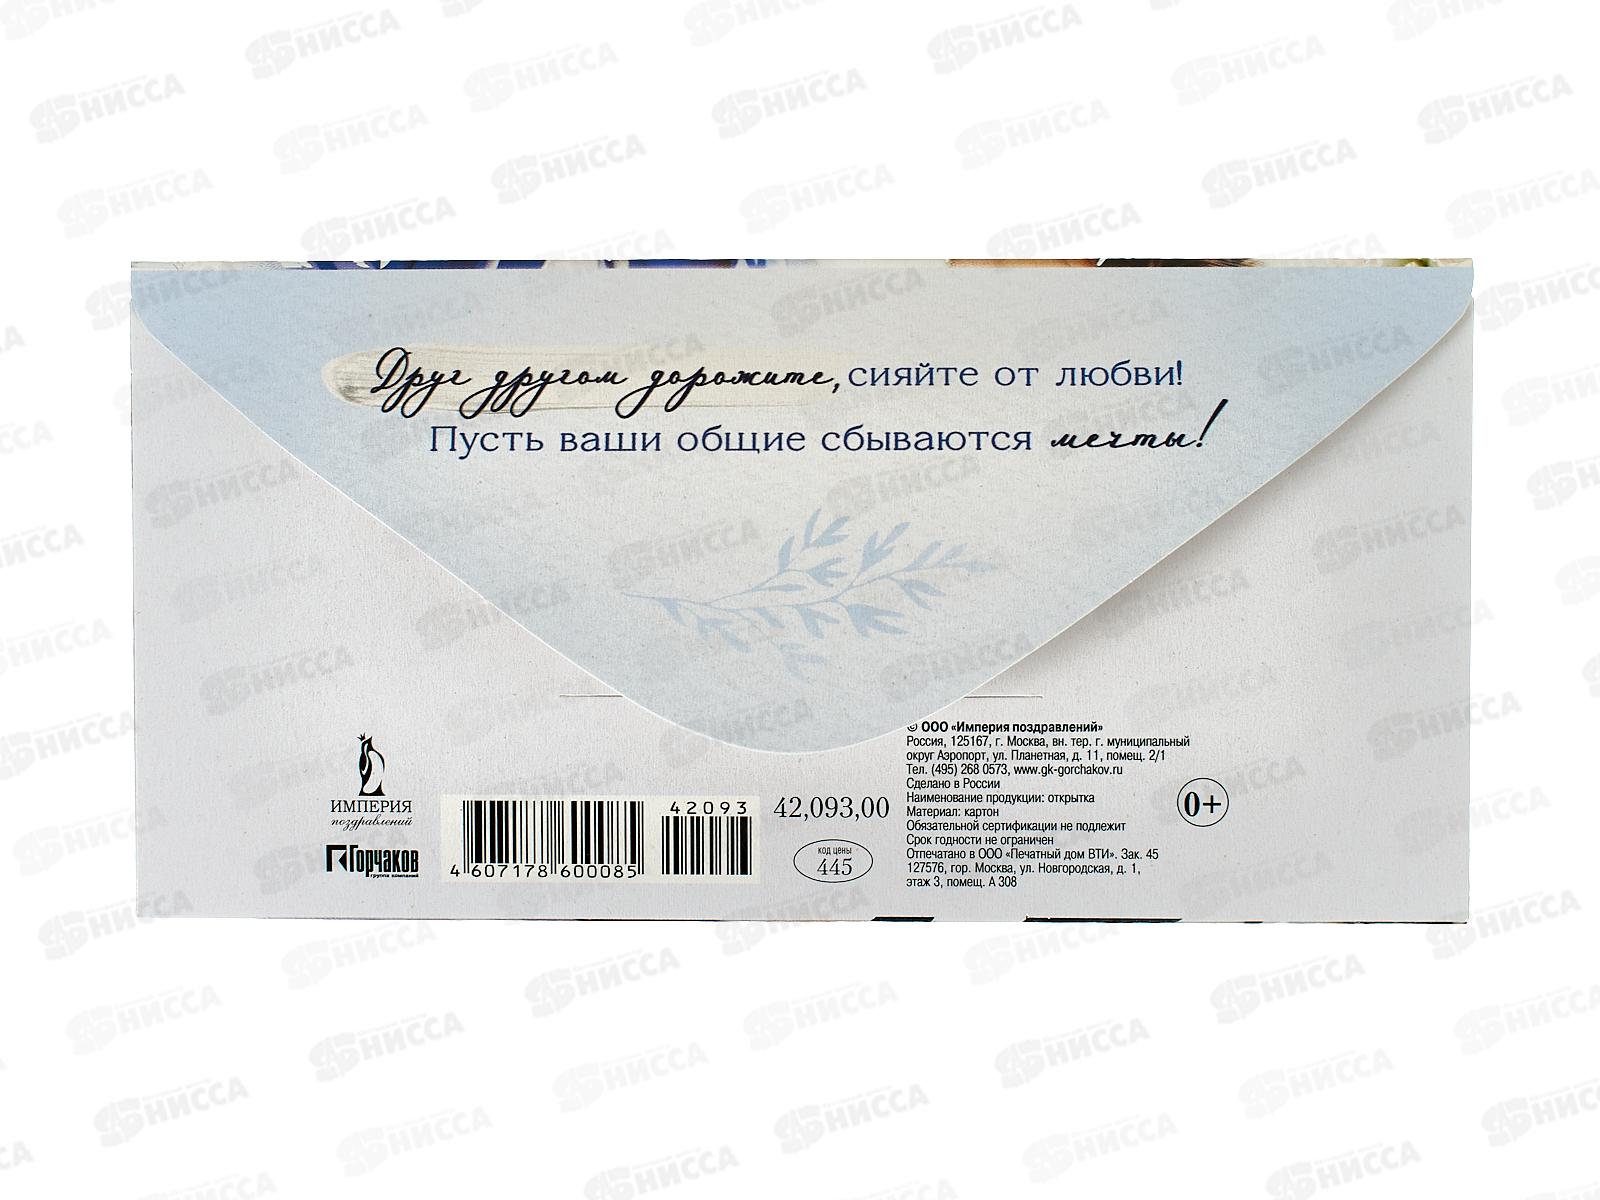 Друг другом дорожите, сияйте от любви!
Пусть ваши общие сбываются мечты!
ИМПЕРИЯ
поздравлений
Горчаков
группа компаний
4 607178 600085
42093
42,093,00
код цены
445
© ООО «Империя поздравлений»
Россия, 125167, г. Москва, вн. тер. г. муниципальный
округ Аэропорт, ул. Планетная, д. 11, помещ. 2/1
Тел. (495) 268 0573, www.gk-gorchakov.ru
Сделано в России
Наименование продукции: открытка
Материал: картон
Обязательной сертификации не подлежит
Срок годности не ограничен
Отпечатано в ООО «Печатный дом ВТИ». Зак. 45
127576, гор. Москва, ул. Новгородская, д. 1,
этаж 3, помещ. А 308
0+
НИССА